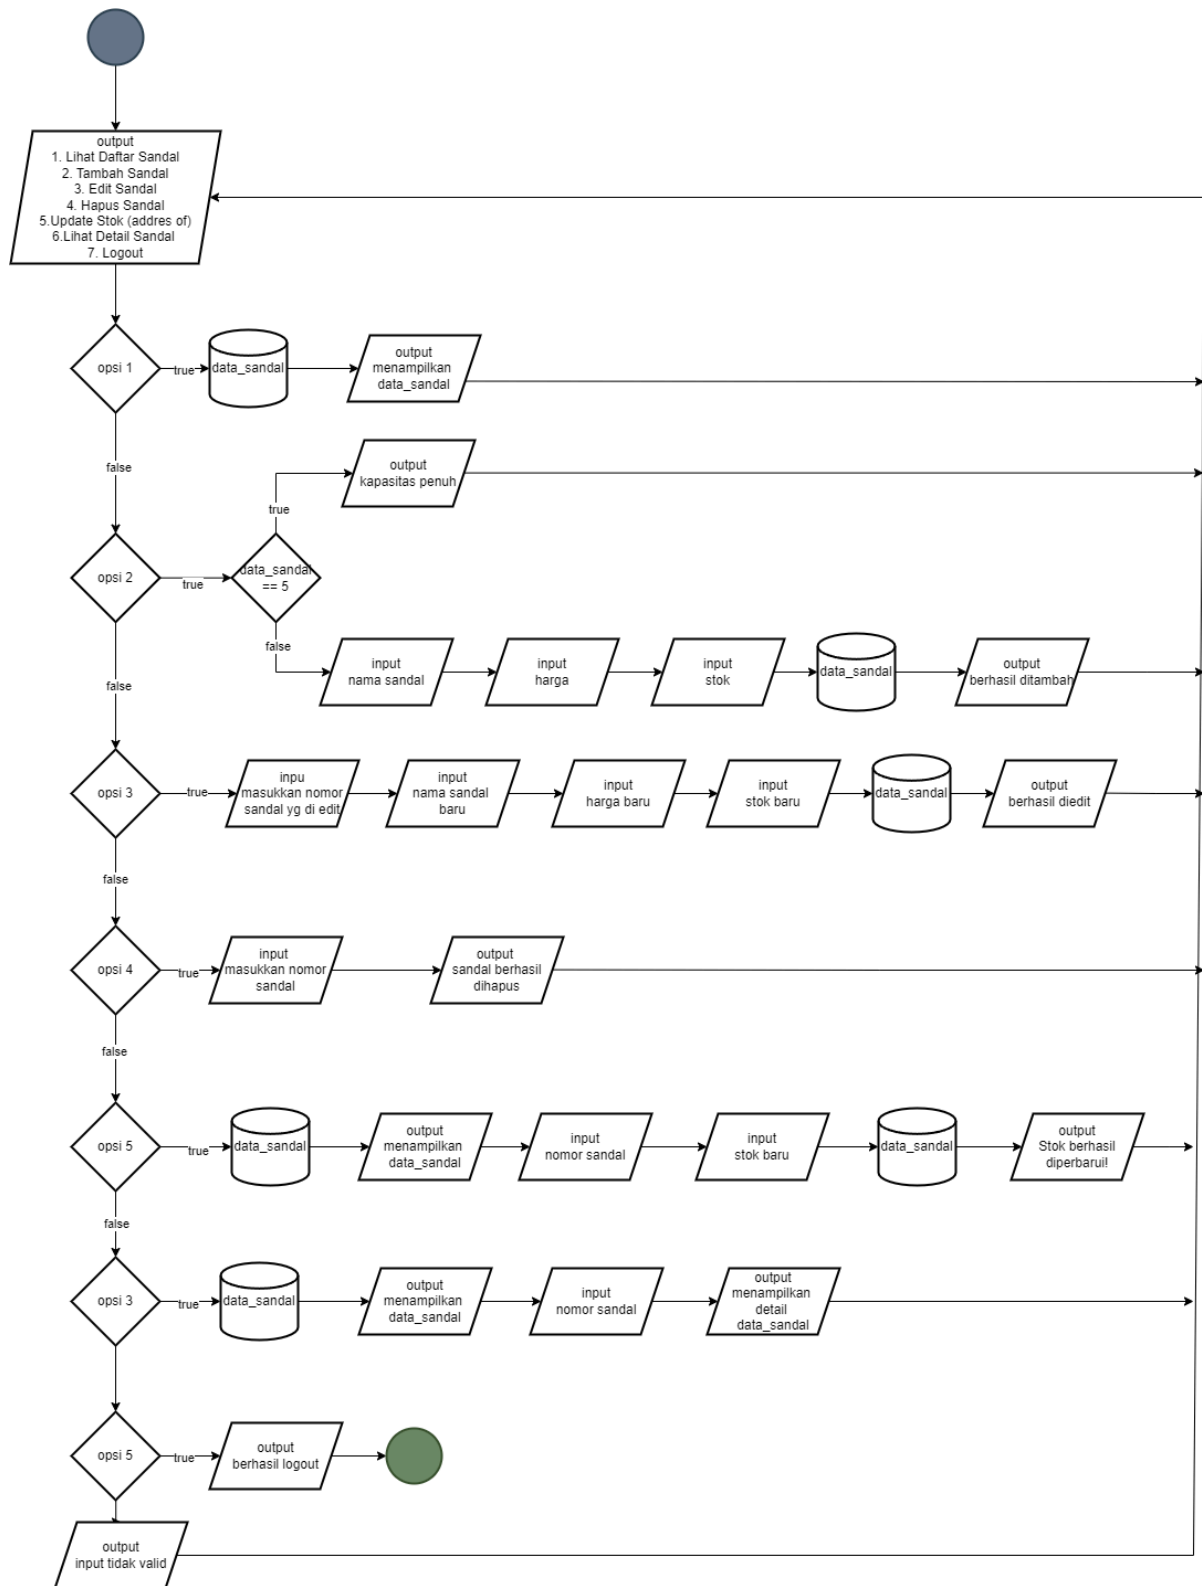 output
1. Lihat Daftar Sandal
2. Tambah Sandal
3. Edit Sandal
4. Hapus Sandal
5.Update Stok (addres of)
6.Lihat Detail Sandal
7. Logout
opsi 1
true
data_sandal
output
menampilkan
data_sandal
false
output
kapasitas penuh
true
opsi 2
true
data_sandal
== 5
false
input
nama sandal
input
harga
input
stok
data_sandal
output
berhasil ditambah
false
opsi 3
true
inpu
masukkan nomor
sandal yg di edit
input
nama sandal
baru
input
harga baru
input
stok baru
data_sandal
output
berhasil diedit
false
opsi 4
true
input
masukkan nomor
sandal
output
sandal berhasil
dihapus
false
opsi 5
true
data_sandal
output
menampilkan
data_sandal
input
nomor sandal
input
stok baru
data_sandal
output
Stok berhasil
diperbarui!
false
opsi 3
true
data_sandal
output
menampilkan
data_sandal
input
nomor sandal
output
menampilkan
detail
data_sandal
opsi 5
true
output
berhasil logout
output
input tidak valid